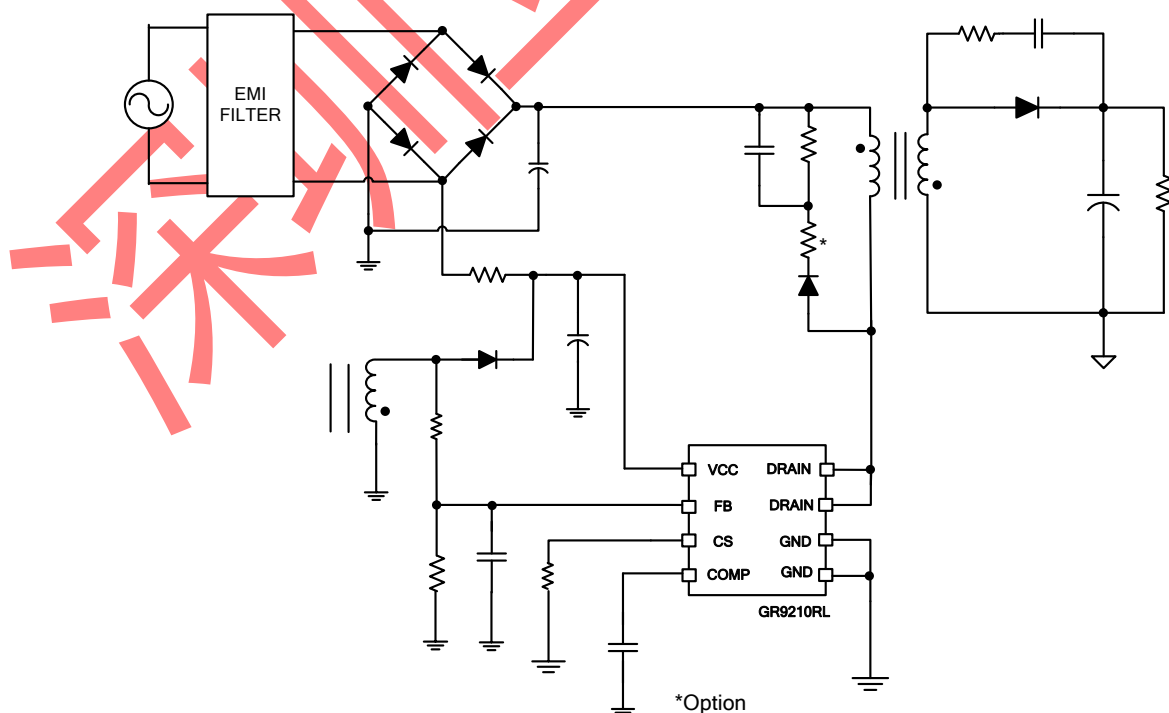 EMI
FILTER
*
VCC
DRAIN
FB
DRAIN
CS
GND
COMP
GND
GR9210RL
*Option